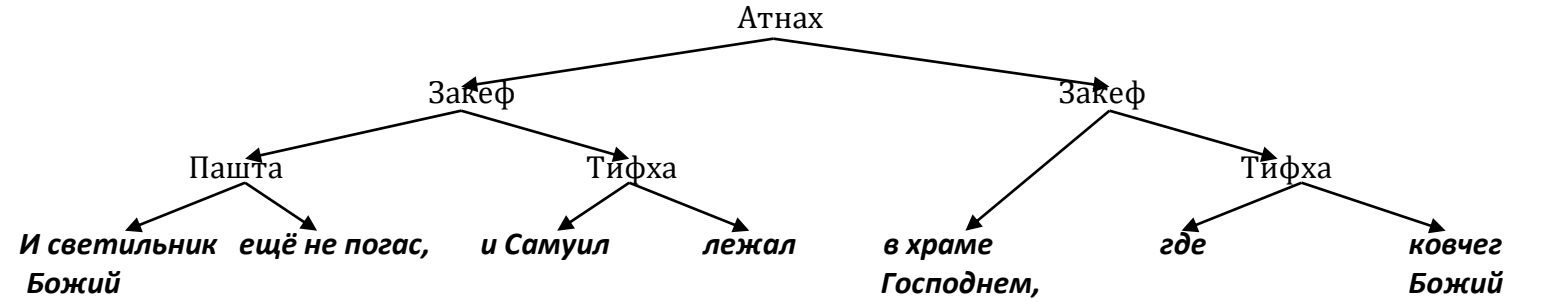 Атнах
Закеф Закеф
Пашта Тифха Тифха
И светильник ещё не погас, и Самуил лежал в храме где ковчег
Божий Господнем, Божий